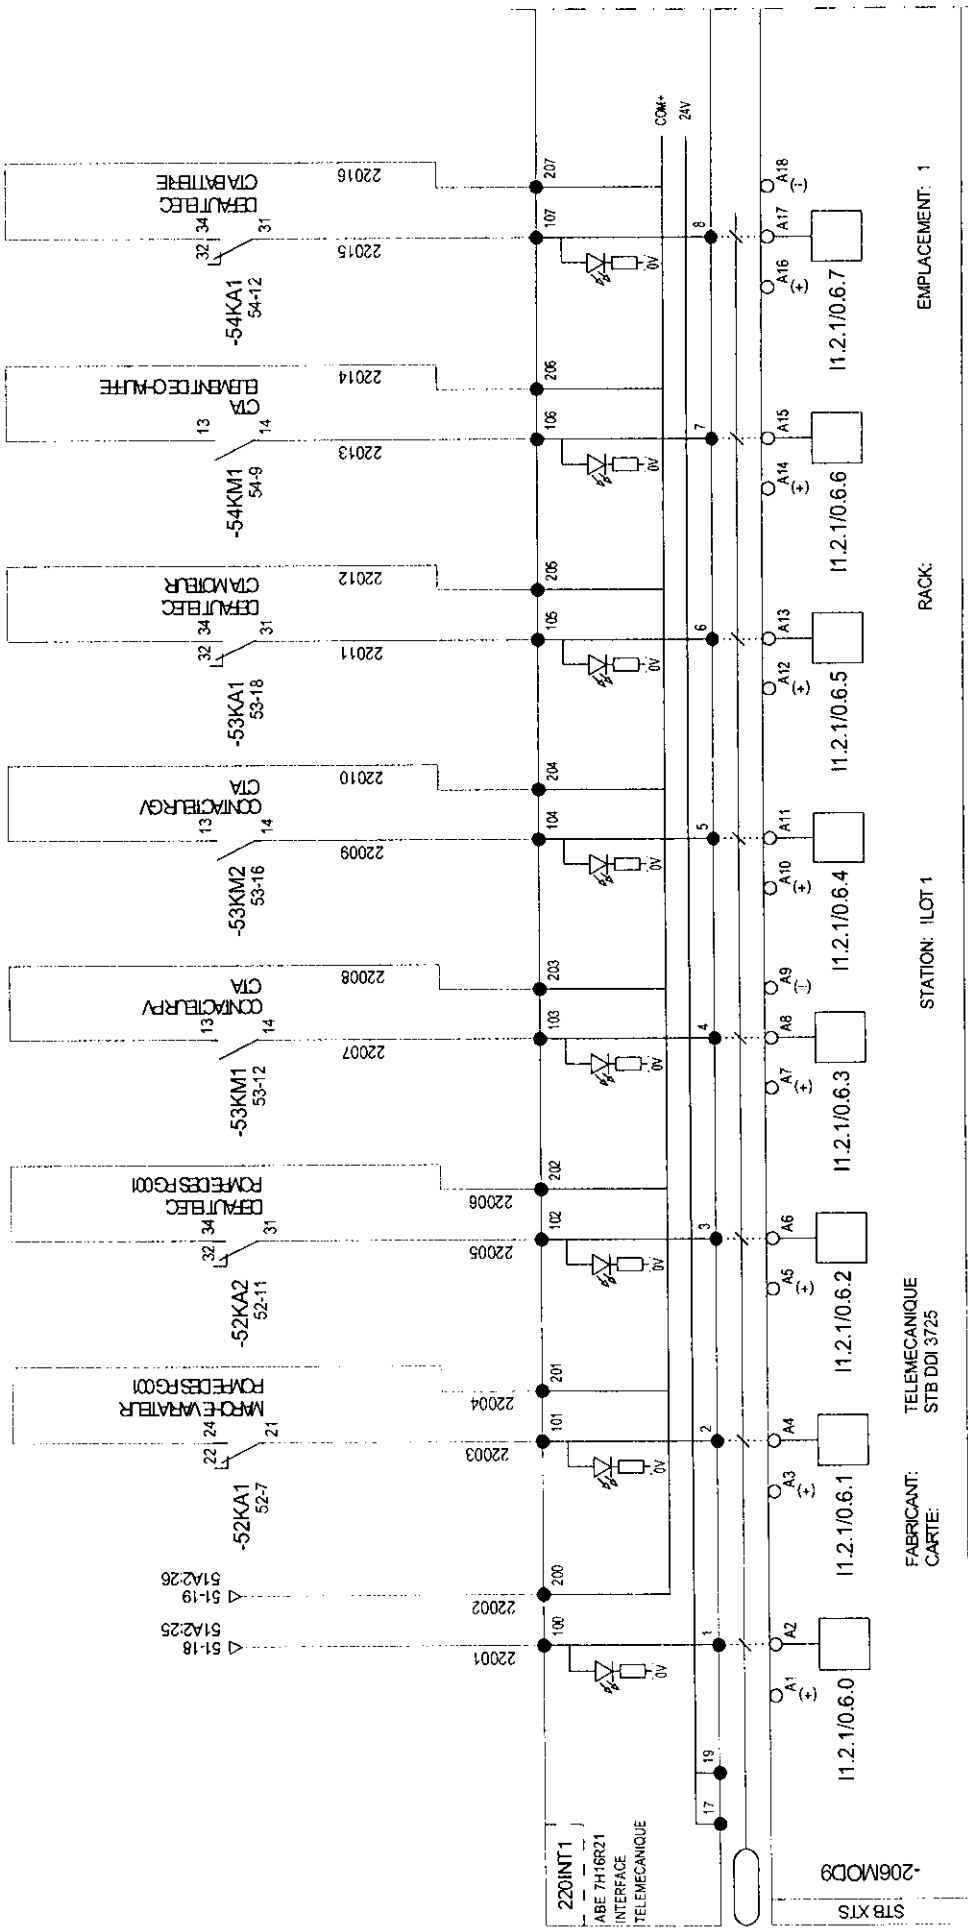 51-18
51A2:25
51-19
51A2:26
-52KA1
52-7
22 24
21
MARCHE VARIATEUR
POMPE DES PG001
-52KA2
52-11
32 34
31
DEFAUT ELEC
POMPE DES PG001
-53KM1
53-12
13
14
CONTACTEUR PV
CTA
-53KM2
53-16
13
14
CONTACTEUR GV
CTA
-53KA1
53-18
32 34
31
DEFAUT ELEC
CTA MOTEUR
-54KM1
54-9
13
14
CTA
ELEMENT DE CHAUFFE
-54KA1
54-12
32 34
31
DEFAUT ELEC
CTA BATTERIE
22001
22002
22003
22004
22005
22006
22007
22008
22009
22010
22011
22012
22013
22014
22015
22016
220INT1
ABE 7H16R21
INTERFACE
TELEMECANIQUE
100
200
101
201
102
202
103
203
104
204
105
205
106
206
107
207
0V
0V
0V
0V
0V
0V
0V
0V
COM+
24V
17
19
1
2
3
4
5
6
7
8
STB XTS
-206MOD9
A1
(+)
A2
A3
(+)
A4
A5
(+)
A6
A7
(+)
A8
A9
(-)
A10
(+)
A11
A12
(+)
A13
A14
(+)
A15
A16
(+)
A17
A18
(-)
I1.2.1/0.6.0
I1.2.1/0.6.1
I1.2.1/0.6.2
I1.2.1/0.6.3
I1.2.1/0.6.4
I1.2.1/0.6.5
I1.2.1/0.6.6
I1.2.1/0.6.7
FABRICANT: TELEMECANIQUE
CARTE: STB DDI 3725
STATION: ILOT 1
RACK:
EMPLACEMENT: 1